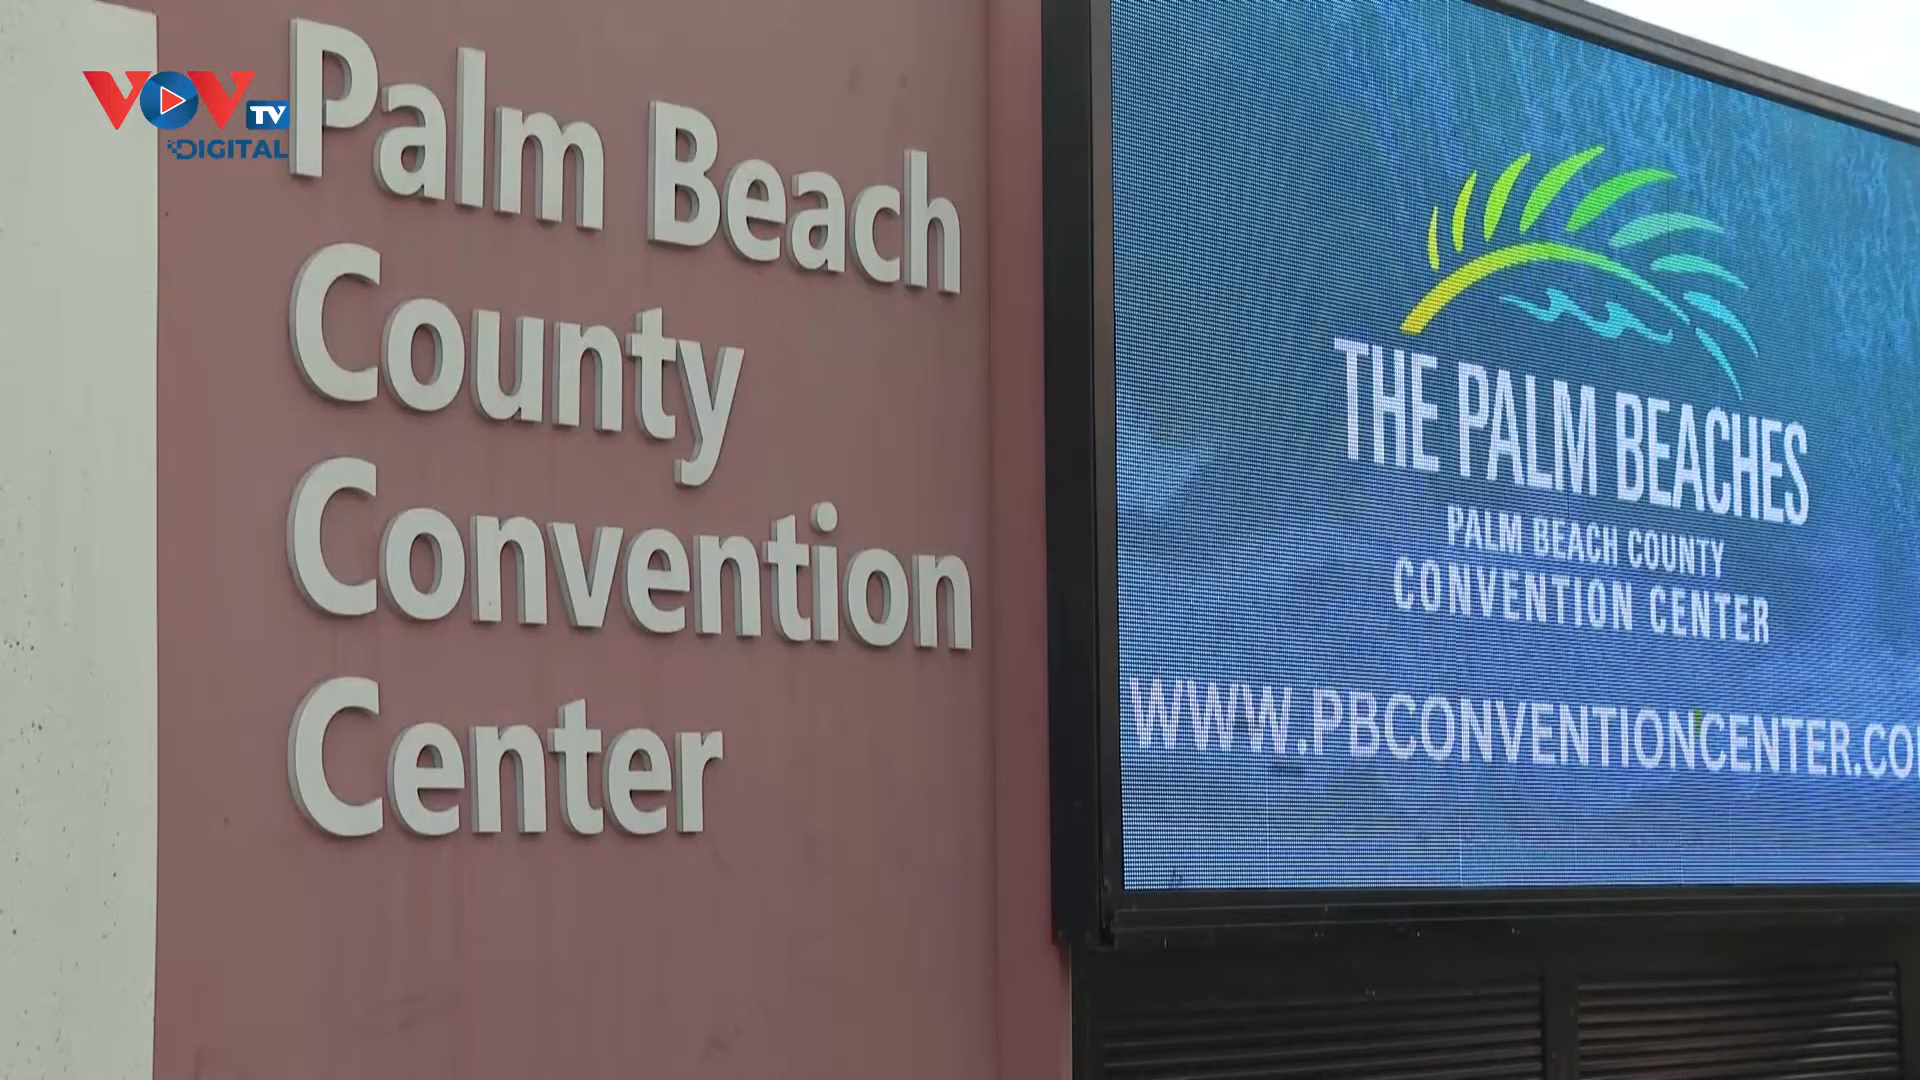 VOV TV
DIGITAL
Palm Beach
County
Convention
Center
THE PALM BEACHES
PALM BEACH COUNTY
CONVENTION CENTER
WWW.PBCONVENTIONCENTER.CO